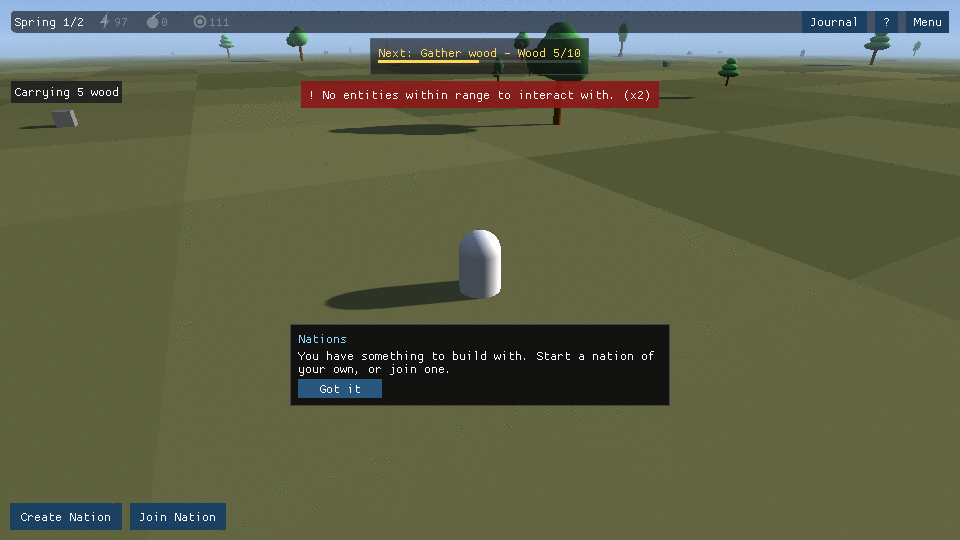 Spring 1/2 97 0 111 Journal ? Menu
Next: Gather wood - Wood 5/10
Carrying 5 wood
! No entities within range to interact with. (x2)
Nations
You have something to build with. Start a nation of
your own, or join one.
Got it
Create Nation Join Nation